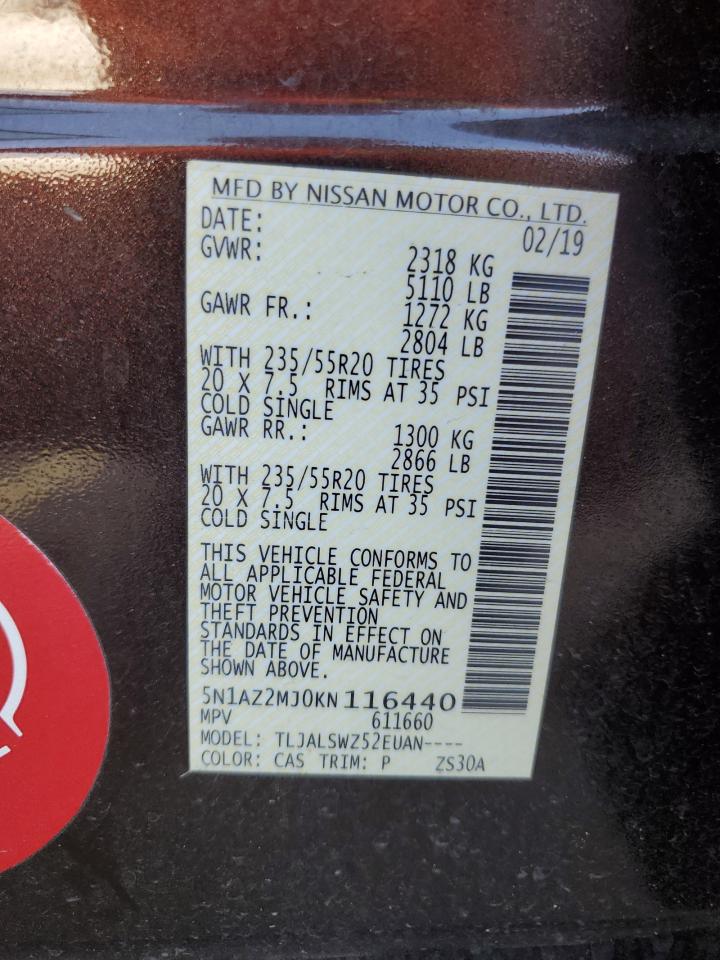 MFD BY NISSAN MOTOR CO., LTD.
DATE: 02/19
GVWR: 2318 KG
5110 LB
GAWR FR.: 1272 KG
2804 LB
WITH 235/55R20 TIRES
20 X 7.5 RIMS AT 35 PSI
COLD SINGLE
GAWR RR.: 1300 KG
2866 LB
WITH 235/55R20 TIRES
20 X 7.5 RIMS AT 35 PSI
COLD SINGLE
THIS VEHICLE CONFORMS TO
ALL APPLICABLE FEDERAL
MOTOR VEHICLE SAFETY AND
THEFT PREVENTION
STANDARDS IN EFFECT ON
THE DATE OF MANUFACTURE
SHOWN ABOVE.
5N1AZ2MJ0KN116440
MPV 611660
MODEL: TLJALSWZ52EUAN----
COLOR: CAS TRIM: P ZS30A